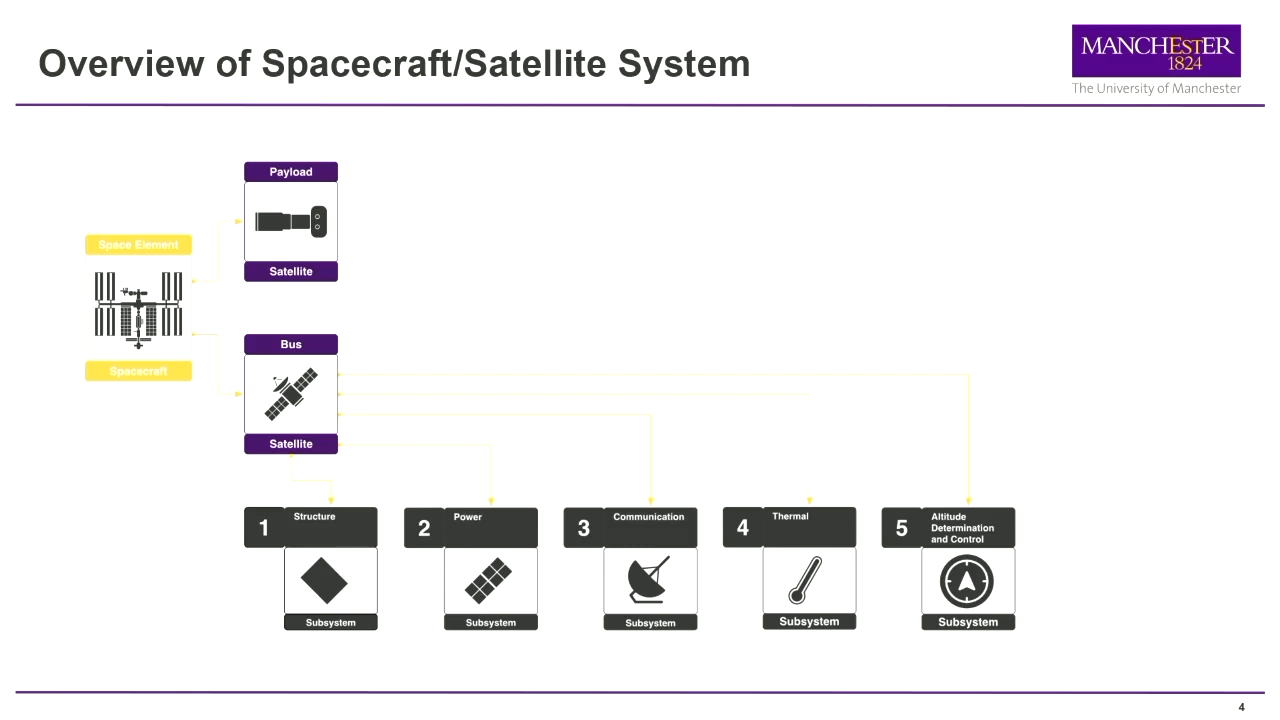 Overview of Spacecraft/Satellite System
MANCHESTER
1824
The University of Manchester
Payload
Satellite
Space Element
Spacecraft
Bus
Satellite
1
Structure
Subsystem
2
Power
Subsystem
3
Communication
Subsystem
4
Thermal
Subsystem
5
Altitude
Determination
and Control
Subsystem
4